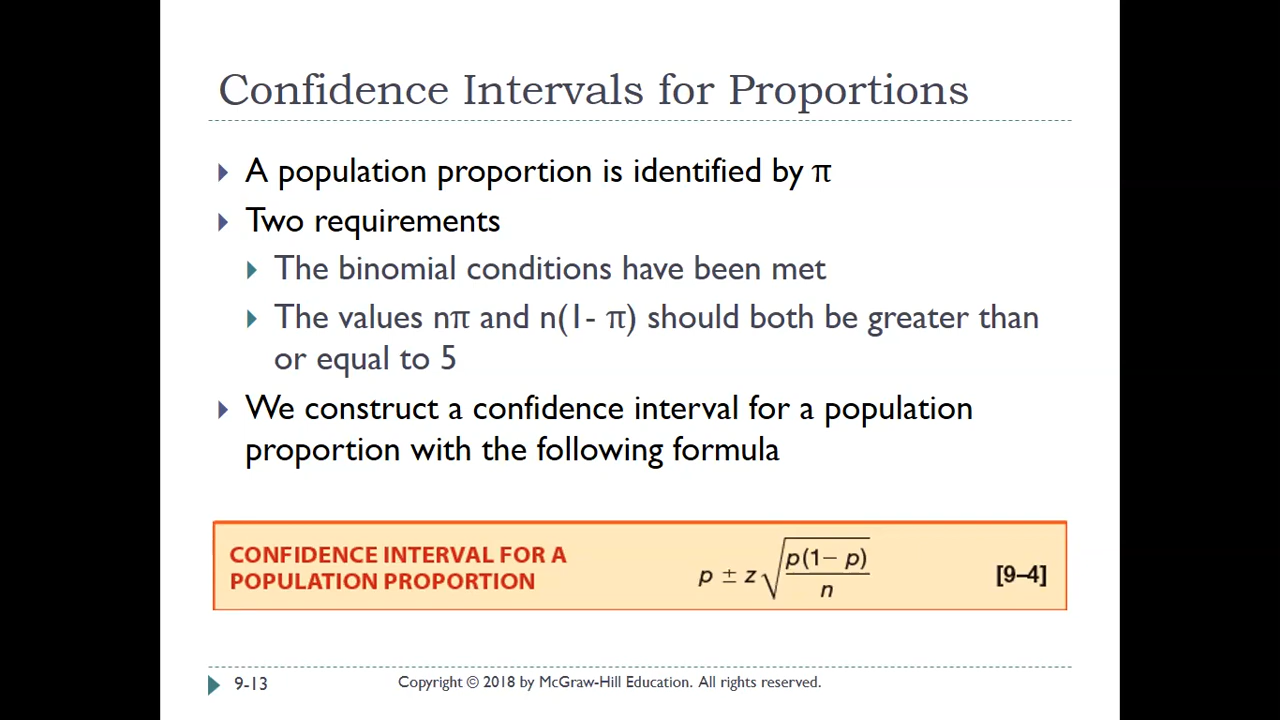 Confidence Intervals for Proportions
A population proportion is identified by π
Two requirements
The binomial conditions have been met
The values nπ and n(1- π) should both be greater than
or equal to 5
We construct a confidence interval for a population
proportion with the following formula
CONFIDENCE INTERVAL FOR A
POPULATION PROPORTION
p ± z√(p(1− p)/n)
[9–4]
9-13
Copyright © 2018 by McGraw-Hill Education. All rights reserved.